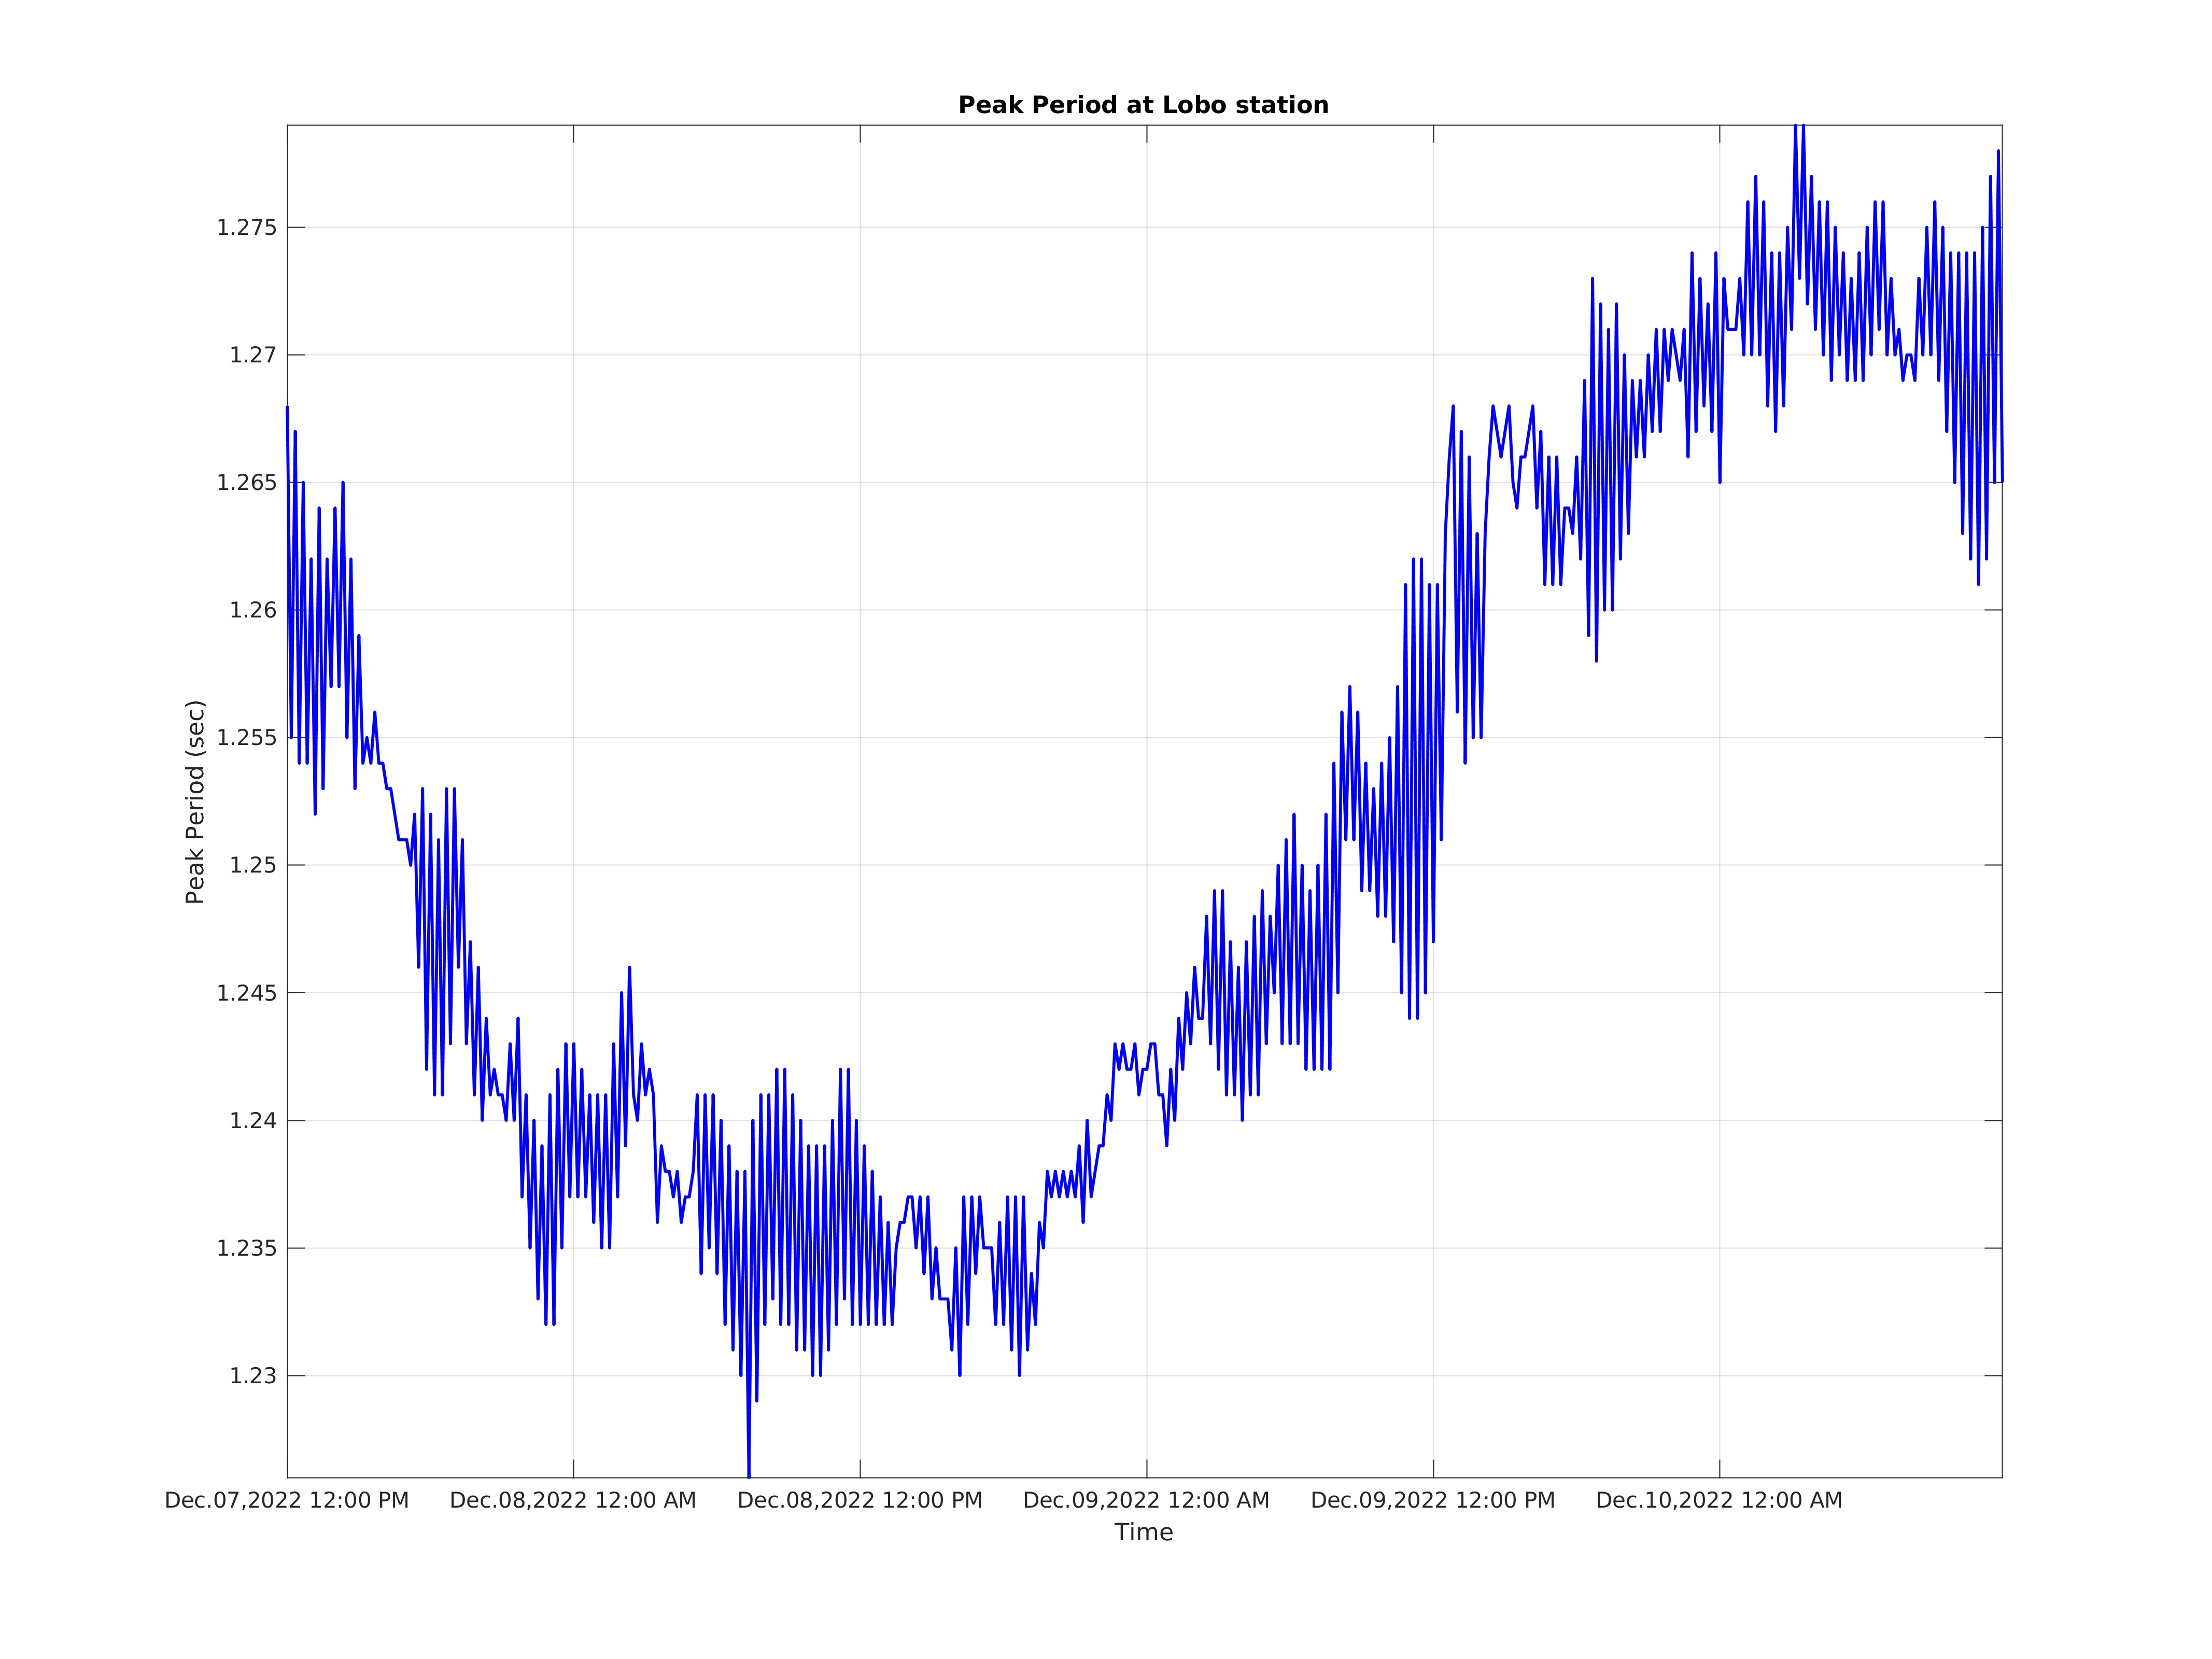 Peak Period at Lobo station
1.275
1.27
1.265
1.26
1.255
1.25
1.245
1.24
1.235
1.23
Peak Period (sec)
Dec.07,2022 12:00 PM Dec.08,2022 12:00 AM Dec.08,2022 12:00 PM Dec.09,2022 12:00 AM Dec.09,2022 12:00 PM Dec.10,2022 12:00 AM
Time